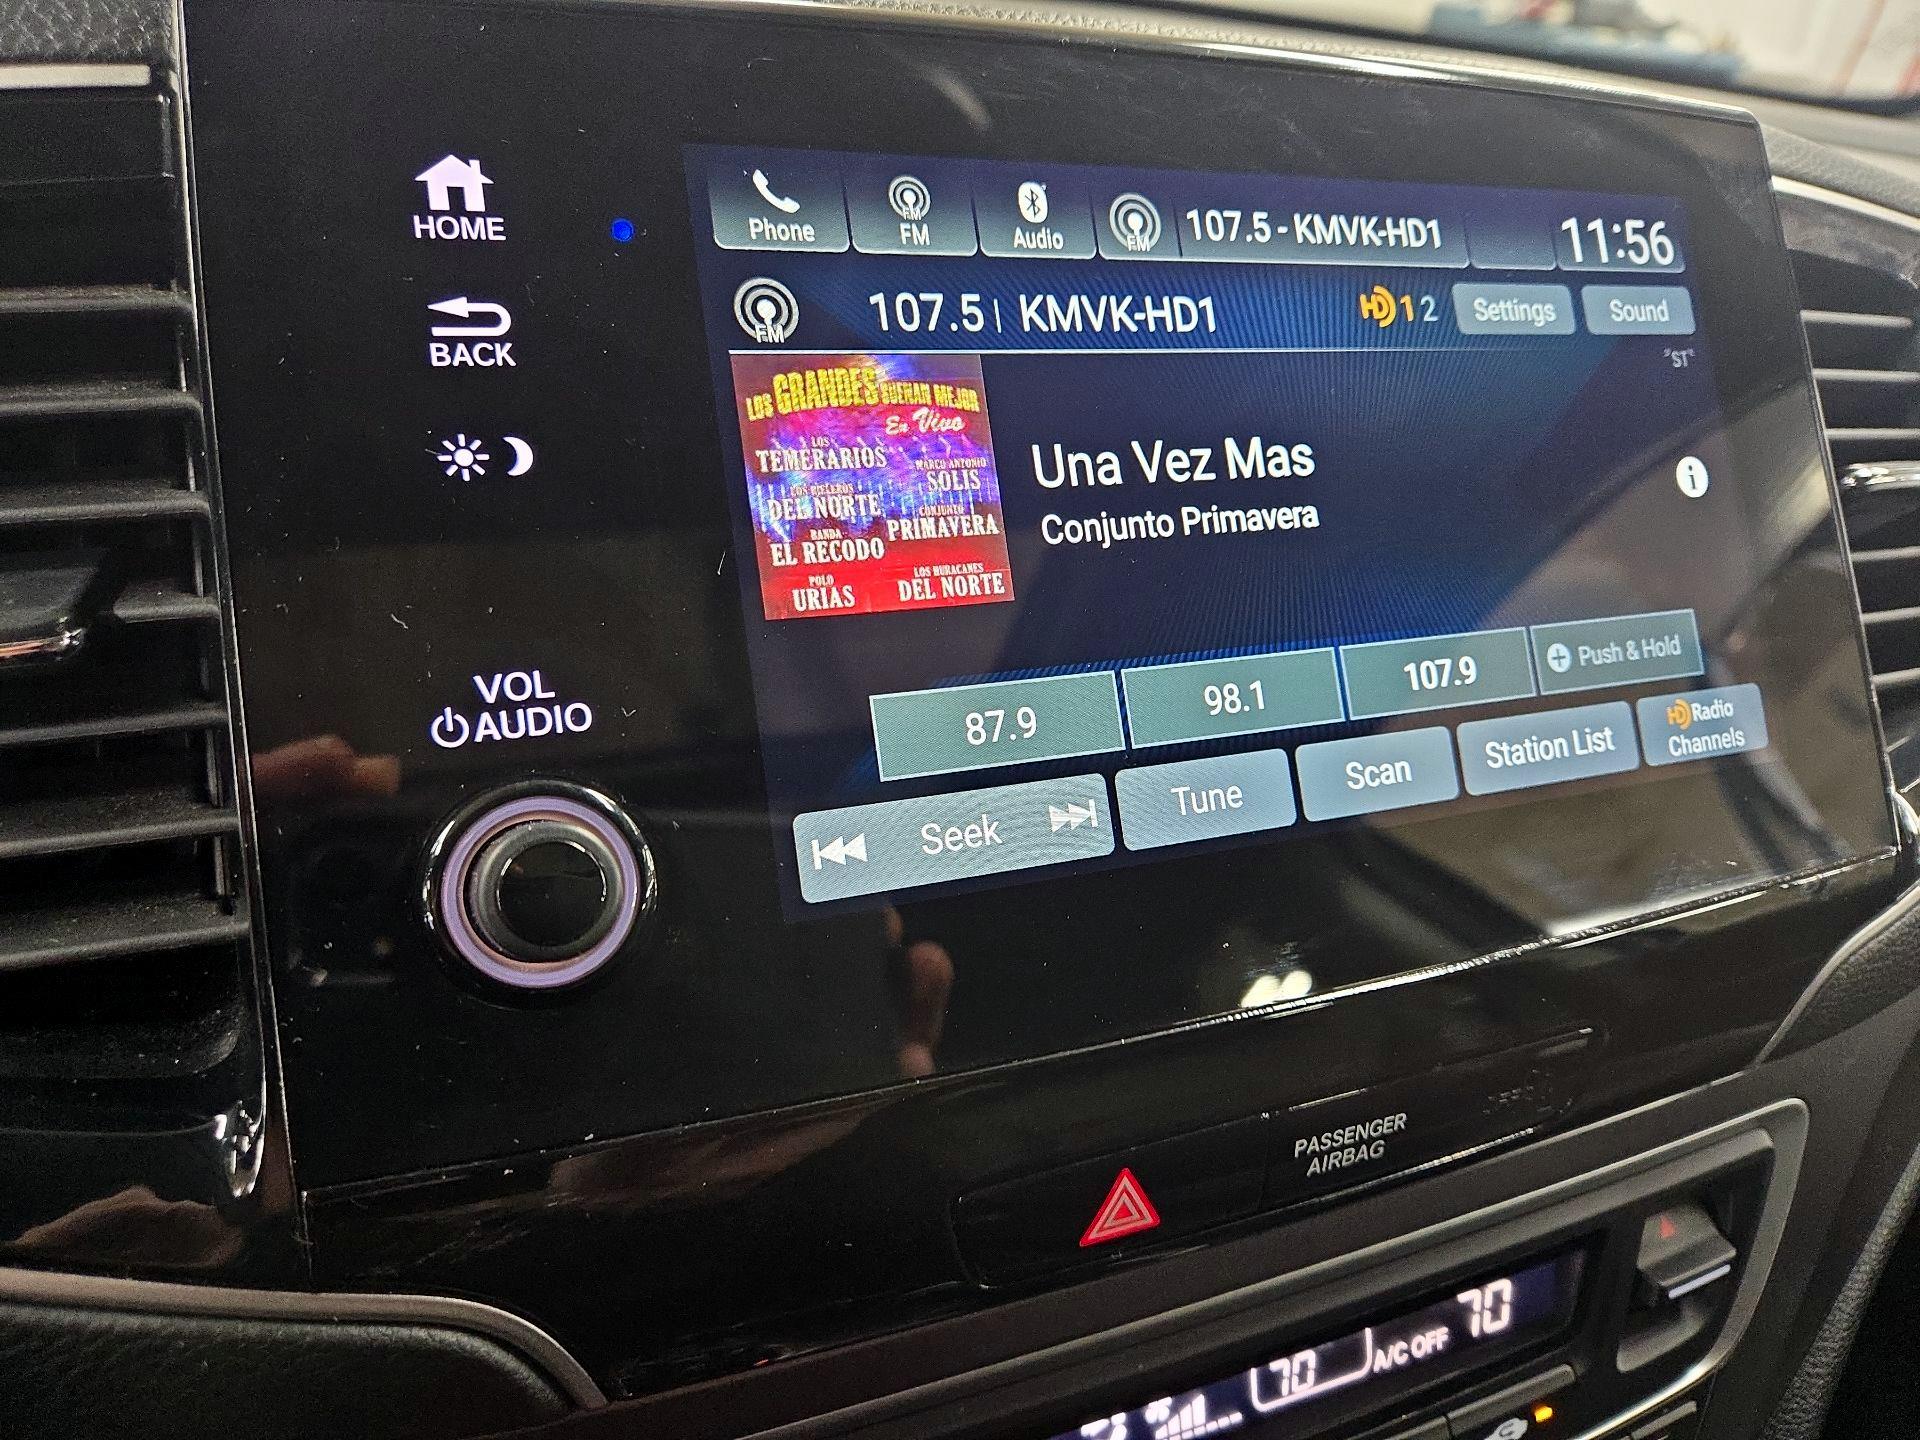 HOME
BACK
VOL
AUDIO
Phone
FM
FM
Audio
FM
107.5 - KMVK-HD1
11:56
FM
107.5 | KMVK-HD1
HD 1 2
Settings
Sound
"ST"
LOS GRANDES SUENAN MEJOR
En Vivo
LOS
TEMERARIOS
MARCO ANTONIO
SOLIS
LOS RIELEROS
DEL NORTE
CONJUNTO
PRIMAVERA
BANDA
EL RECODO
POLO
URIAS
LOS HURACANES
DEL NORTE
Una Vez Mas
Conjunto Primavera
i
87.9
98.1
107.9
+ Push & Hold
Seek
Tune
Scan
Station List
HD Radio
Channels
PASSENGER
AIRBAG
70
A/C OFF
70